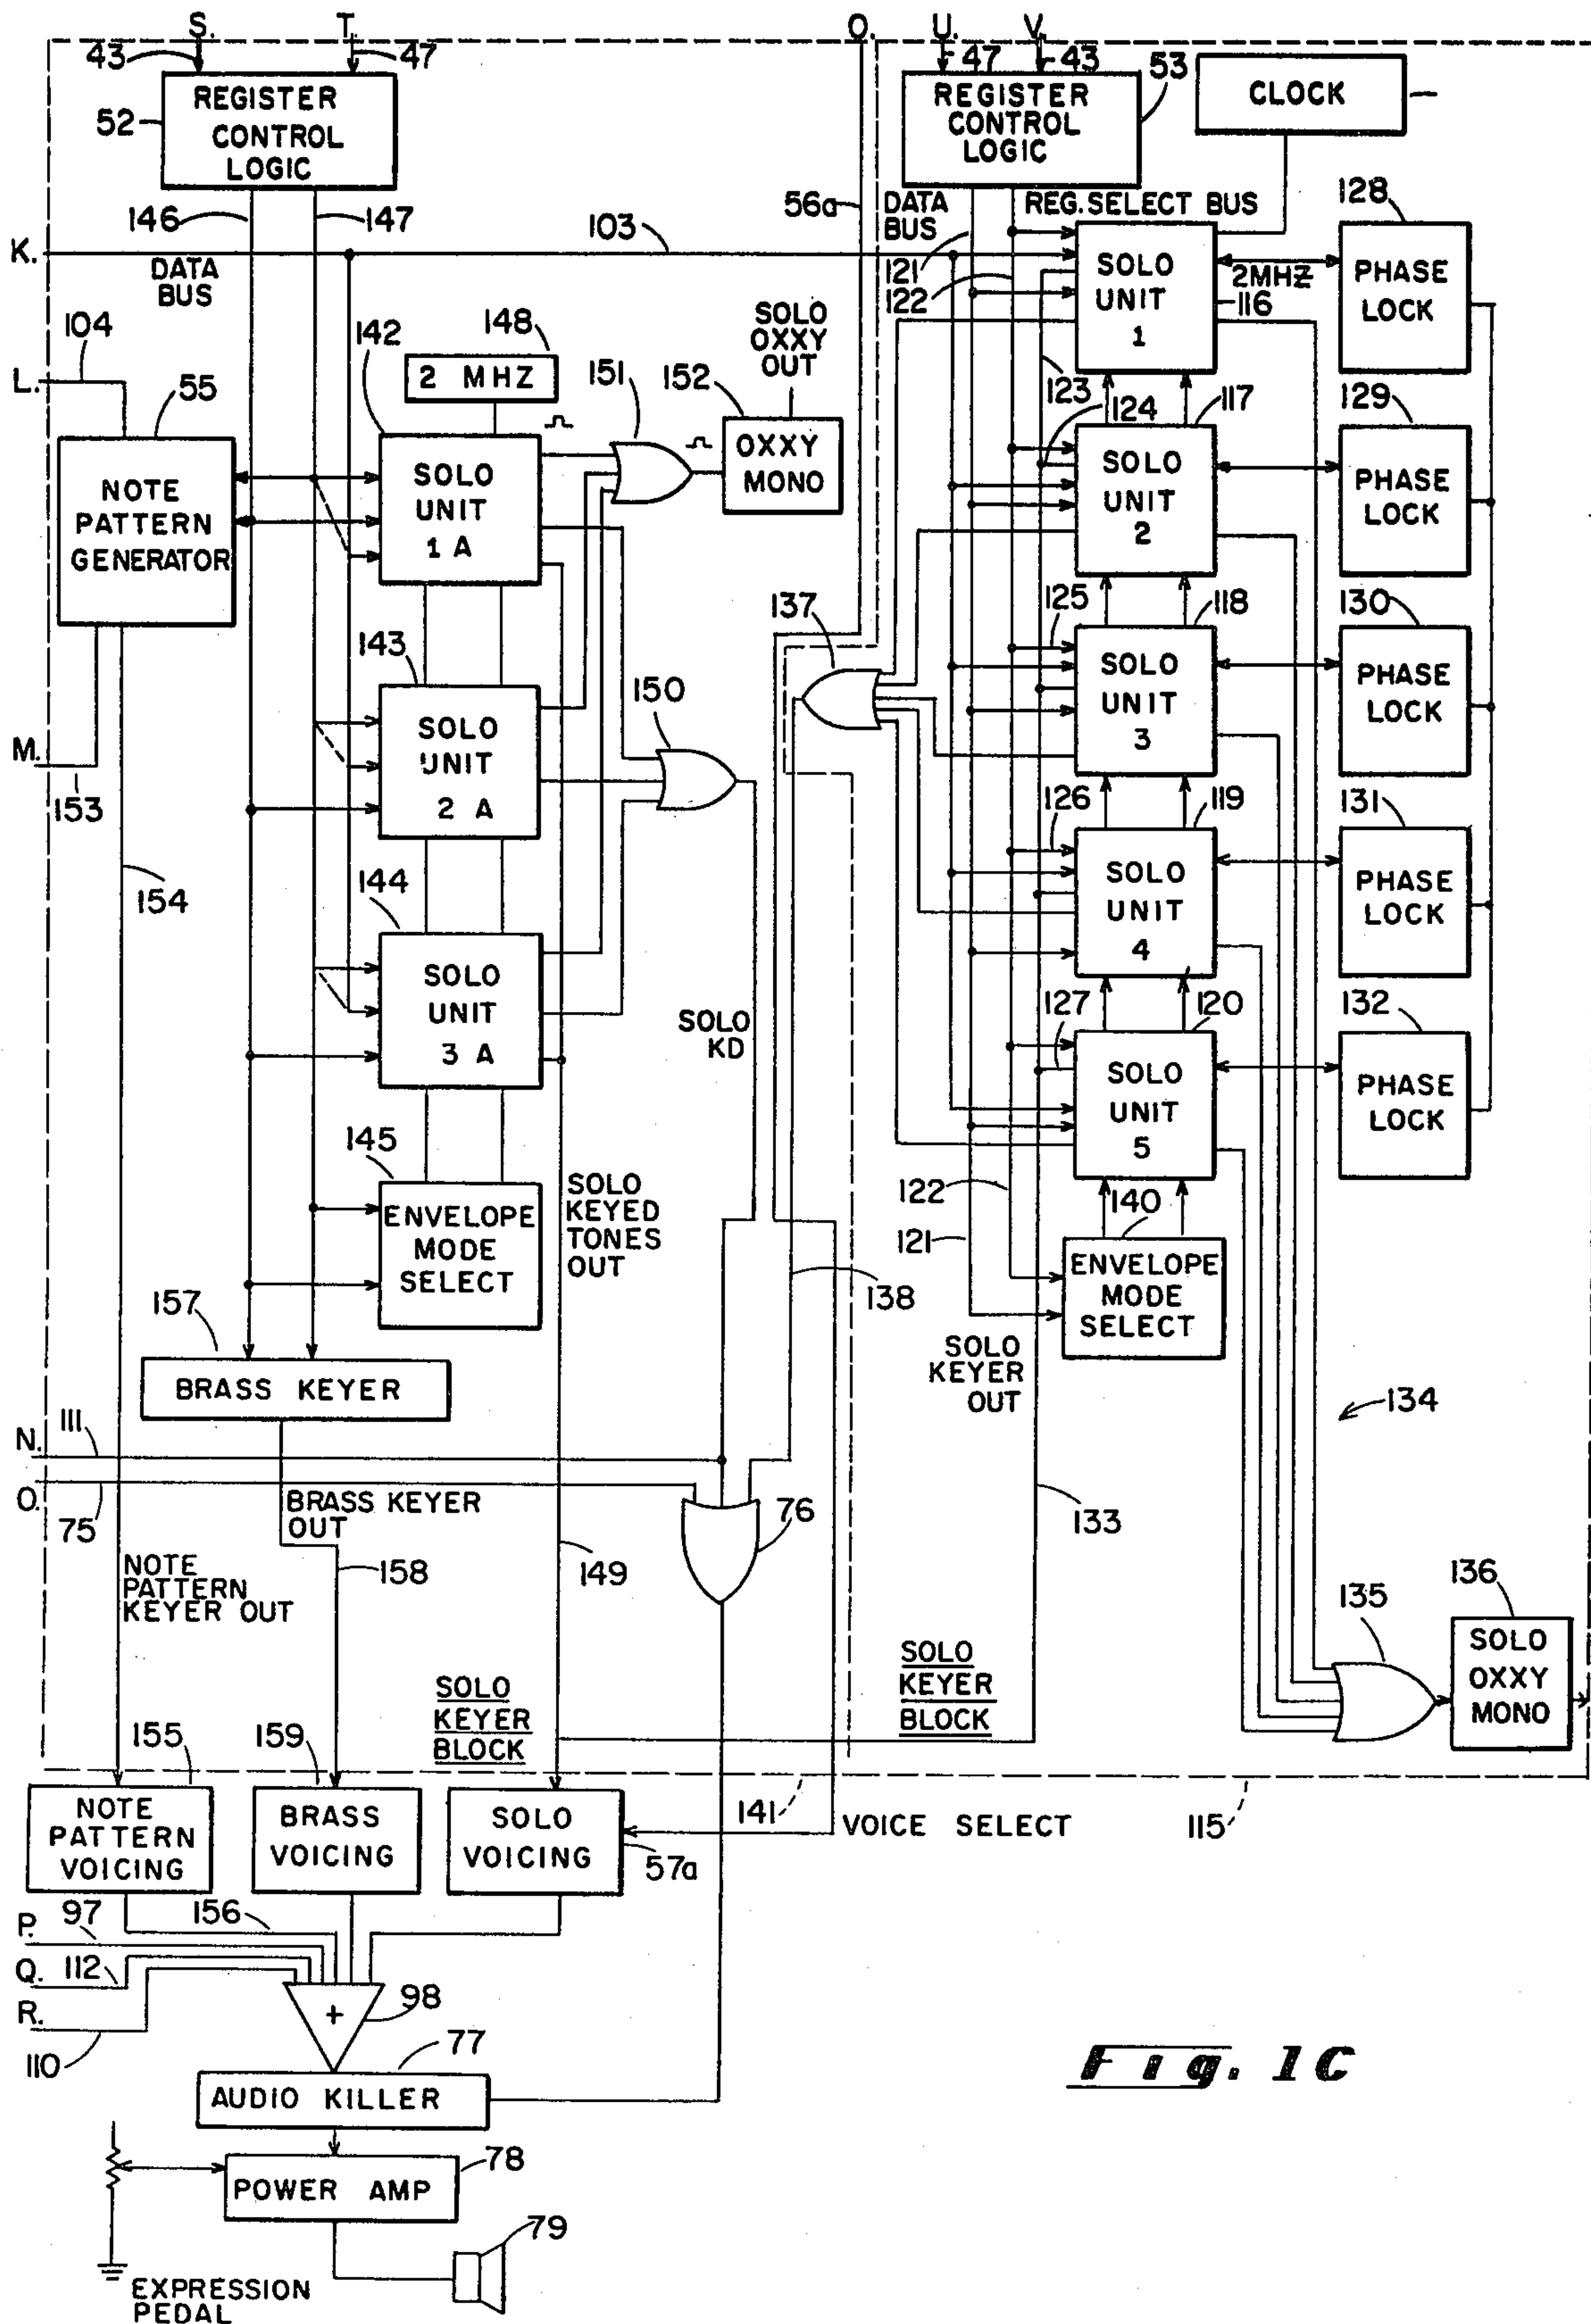 S.
T.
O.
U.
V.
43
47
47
43
53
REGISTER
CONTROL
LOGIC
52
REGISTER
CONTROL
LOGIC
CLOCK
146
147
103
56a
DATA
BUS
REG. SELECT BUS
128
K.
DATA
BUS
121
122
SOLO
UNIT
1
2MHZ
116
PHASE
LOCK
104
L.
55
142
148
2 MHZ
151
152
SOLO
OXXY
OUT
123
124
117
129
NOTE
PATTERN
GENERATOR
SOLO
UNIT
1 A
OXXY
MONO
SOLO
UNIT
2
PHASE
LOCK
137
125
118
130
143
150
SOLO
UNIT
2 A
SOLO
UNIT
3
PHASE
LOCK
M.
153
126
119
131
154
144
SOLO
UNIT
4
PHASE
LOCK
SOLO
UNIT
3 A
SOLO
KD
127
120
132
SOLO
UNIT
5
PHASE
LOCK
145
ENVELOPE
MODE
SELECT
SOLO
KEYED
TONES
OUT
122
121
140
ENVELOPE
MODE
SELECT
138
157
BRASS KEYER
SOLO
KEYER
OUT
134
N.
111
O.
75
BRASS KEYER
OUT
76
133
NOTE
PATTERN
KEYER OUT
158
149
135
136
SOLO
OXXY
MONO
SOLO
KEYER
BLOCK
SOLO
KEYER
BLOCK
155
159
NOTE
PATTERN
VOICING
BRASS
VOICING
SOLO
VOICING
57a
141
VOICE SELECT
115
P.
97
156
Q.
112
R.
110
+
98
77
AUDIO KILLER
Fig. 1C
78
POWER AMP
79
EXPRESSION
PEDAL